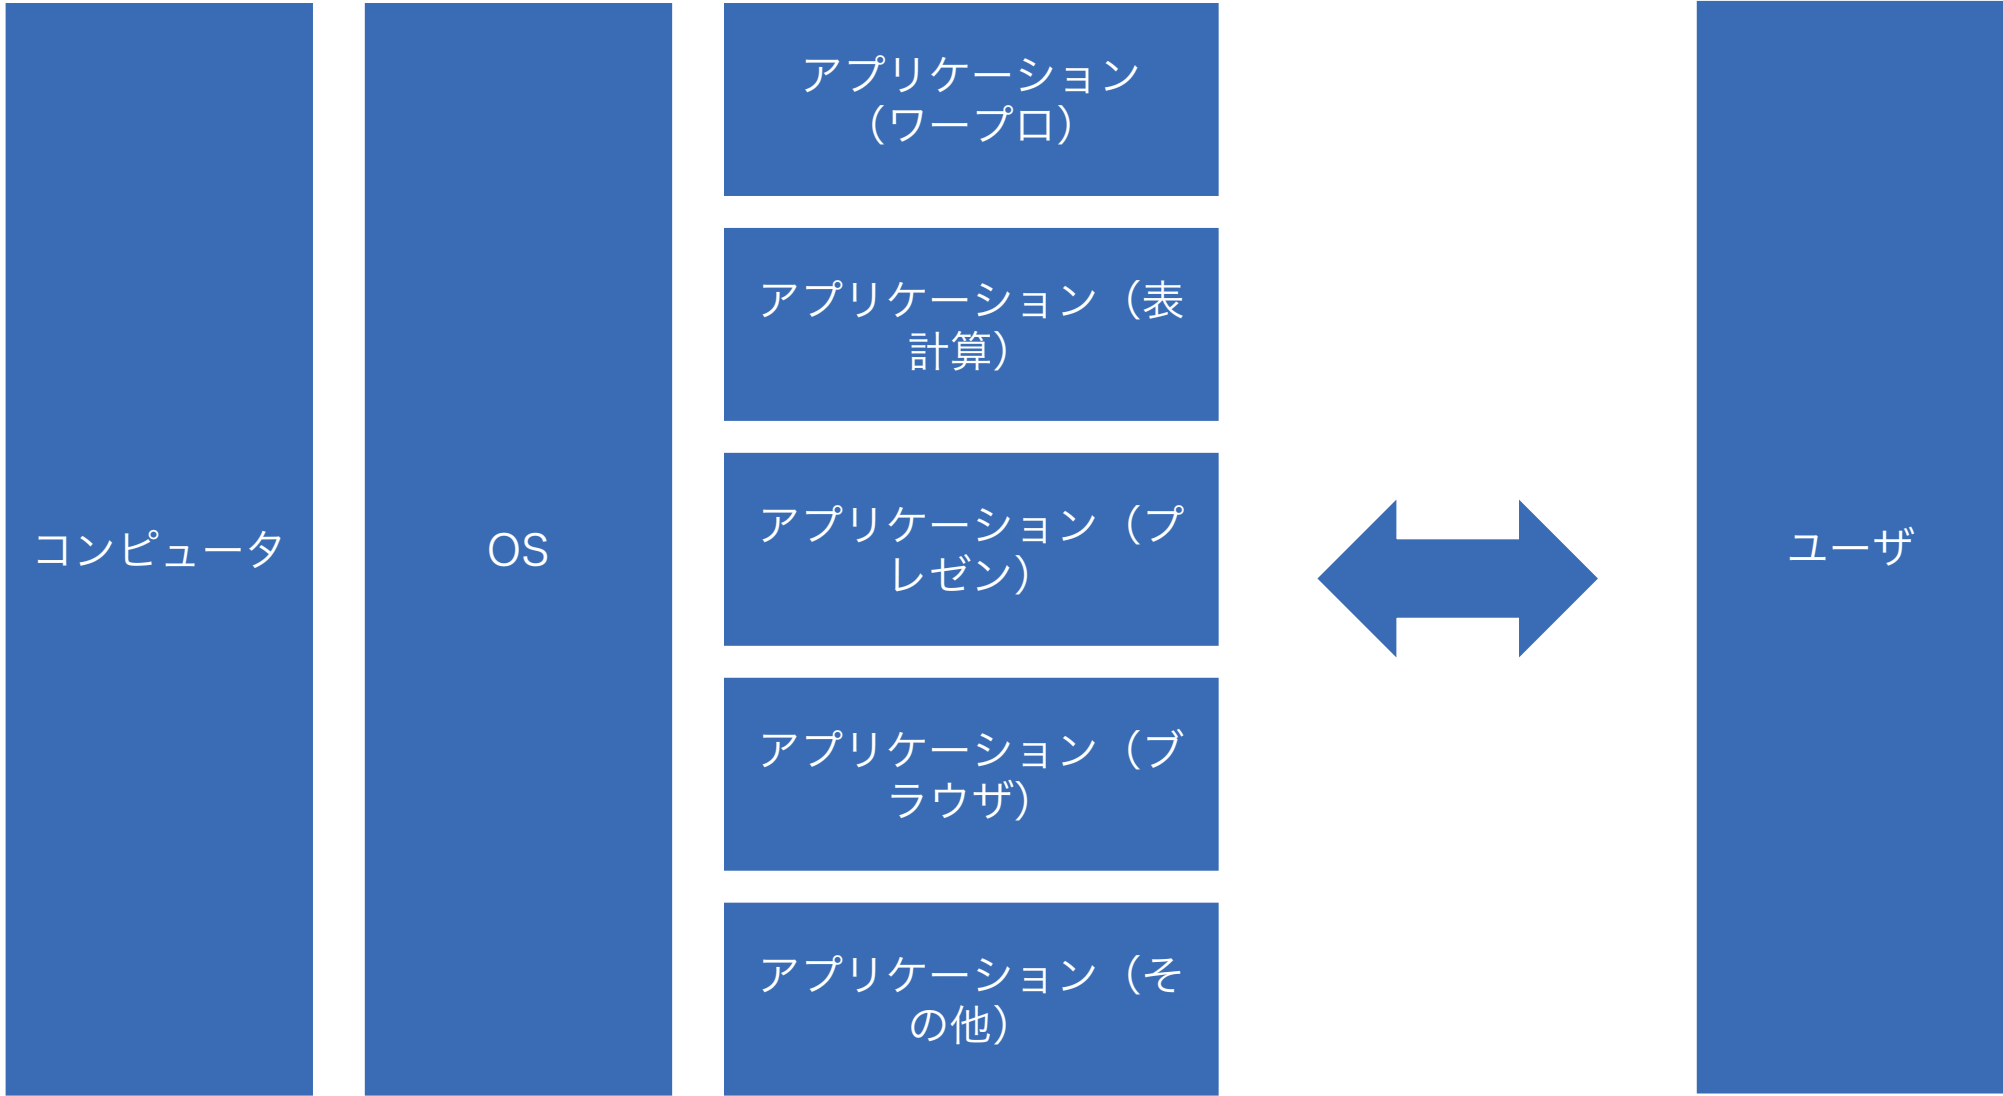 コンピュータ
OS
アプリケーション
（ワープロ）
アプリケーション（表
計算）
アプリケーション（プ
レゼン）
アプリケーション（ブ
ラウザ）
アプリケーション（そ
の他）
ユーザ